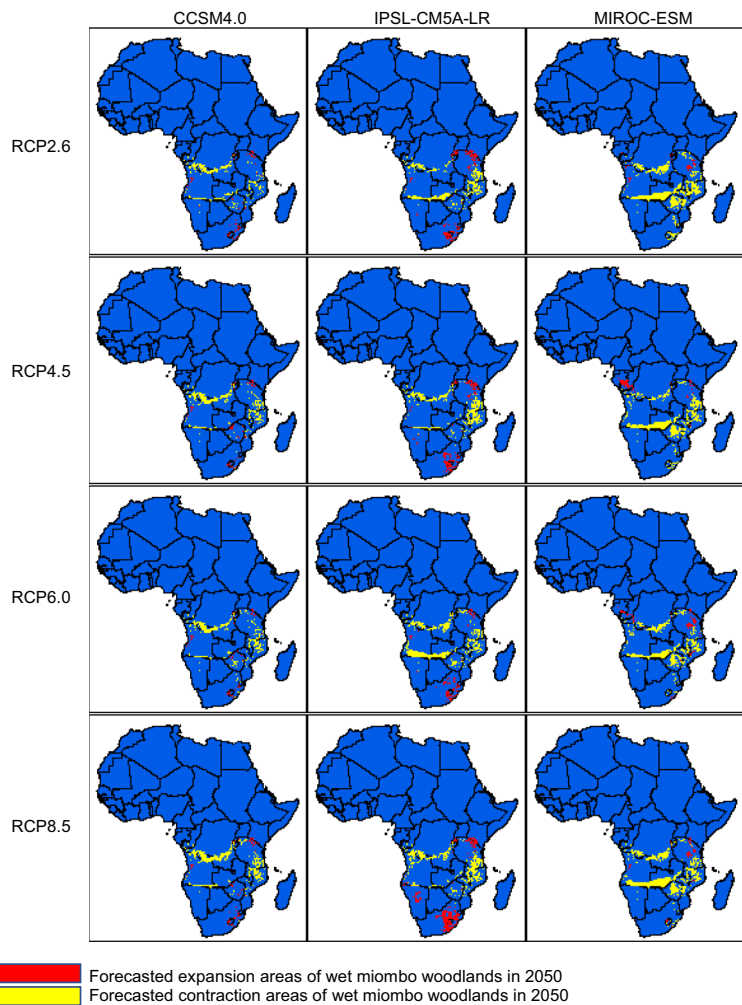 CCSM4.0 IPSL-CM5A-LR MIROC-ESM
RCP2.6
RCP4.5
RCP6.0
RCP8.5
Forecasted expansion areas of wet miombo woodlands in 2050
Forecasted contraction areas of wet miombo woodlands in 2050